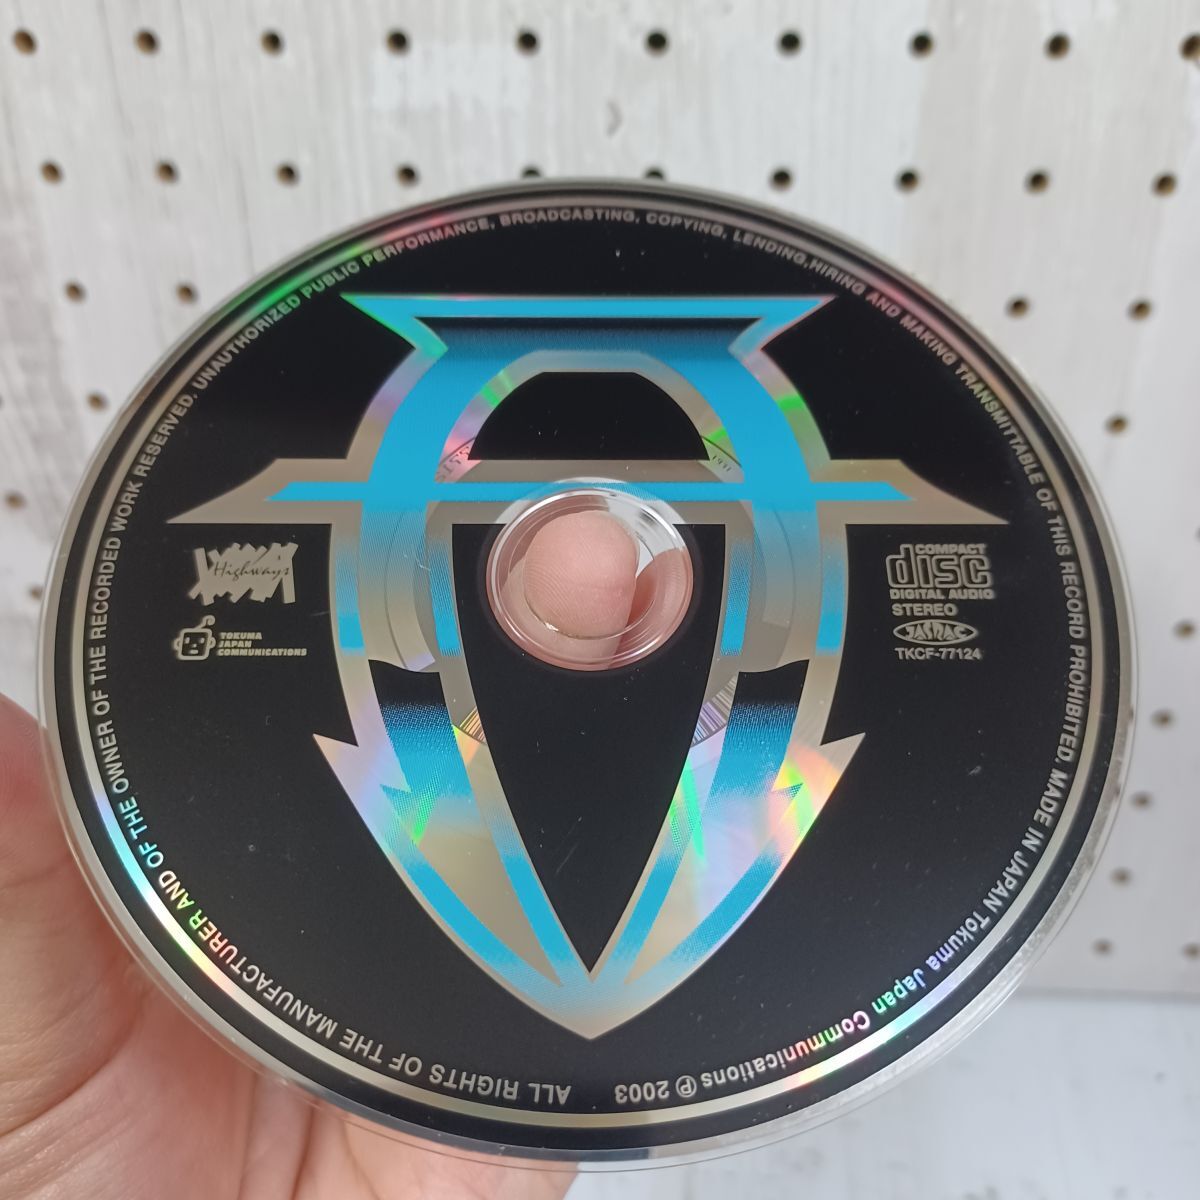 ALL RIGHTS OF THE MANUFACTURER AND OF THE OWNER OF THE RECORDED WORK RESERVED. UNAUTHORIZED PUBLIC PERFORMANCE, BROADCASTING, COPYING, LENDING,HIRING AND MAKING TRANSMITTABLE OF THIS RECORD PROHIBITED. MADE IN JAPAN Tokuma Japan Communications Ⓟ 2003
Highways
TOKUMA
JAPAN
COMMUNICATIONS
COMPACT
disc
DIGITAL AUDIO
STEREO
JASRAC
TKCF-77124